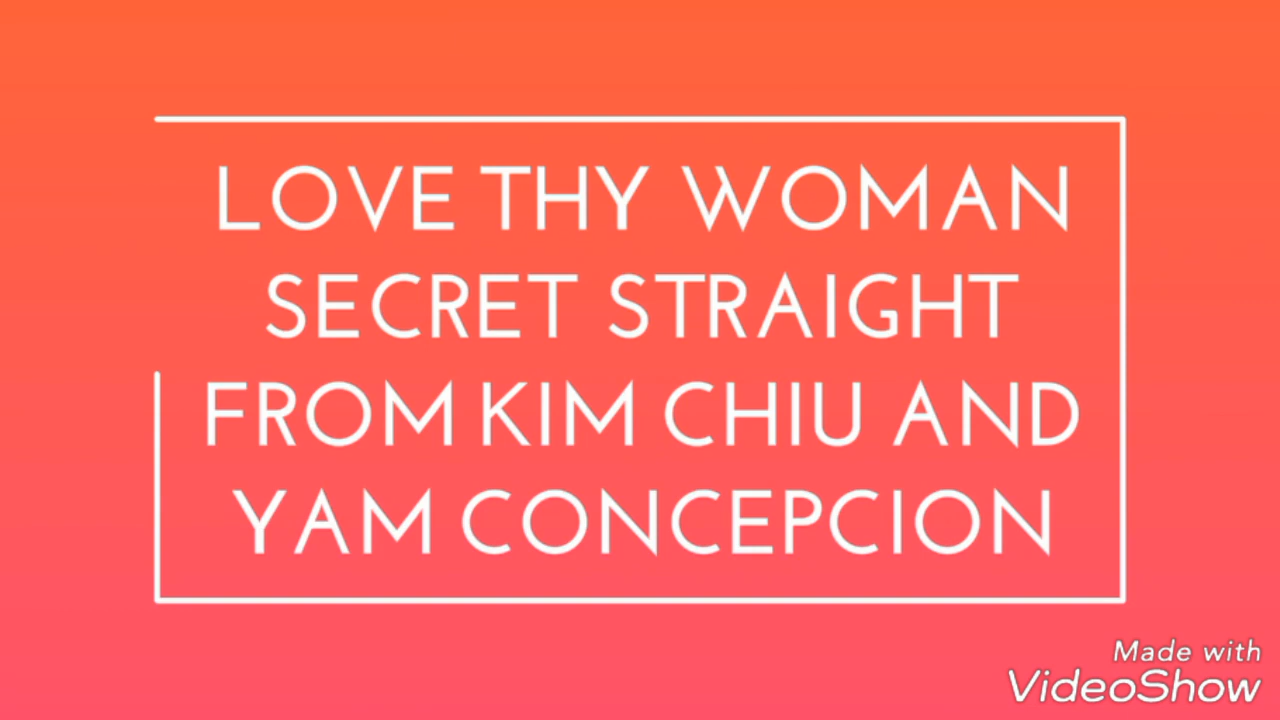 LOVE THY WOMAN
SECRET STRAIGHT
FROM KIM CHIU AND
YAM CONCEPCION
Made with
VideoShow